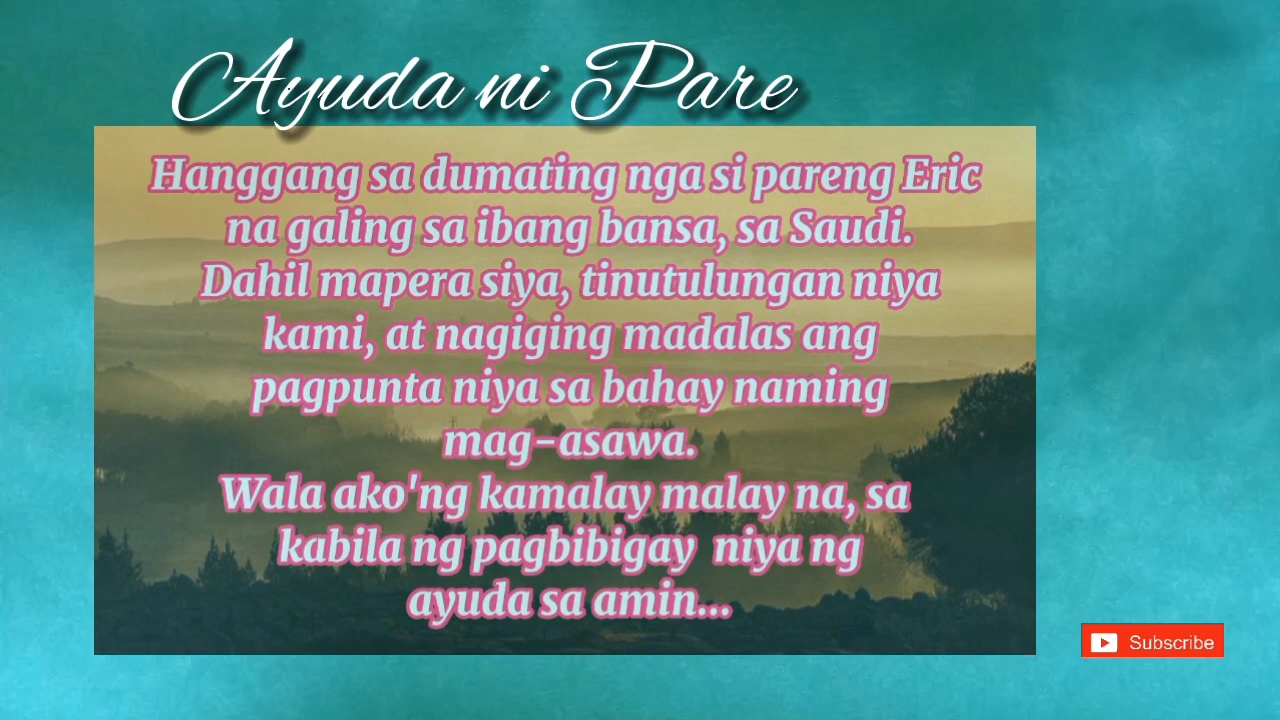 Ayuda ni Pare
Hanggang sa dumating nga si pareng Eric
na galing sa ibang bansa, sa Saudi.
Dahil mapera siya, tinutulungan niya
kami, at nagiging madalas ang
pagpunta niya sa bahay naming
mag-asawa.
Wala ako'ng kamalay malay na, sa
kabila ng pagbibigay niya ng
ayuda sa amin...
Subscribe